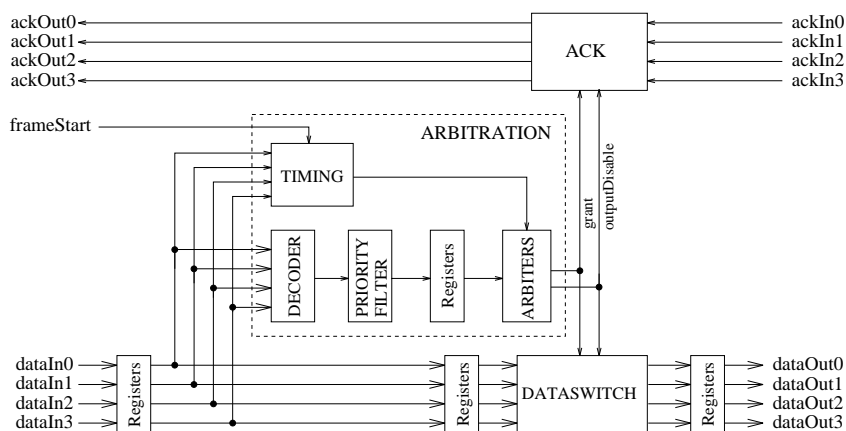 ackOut0
ackOut1
ackOut2
ackOut3
ACK
ackIn0
ackIn1
ackIn2
ackIn3
frameStart
ARBITRATION
TIMING
grant
outputDisable
DECODER
PRIORITY
FILTER
Registers
ARBITERS
dataIn0
dataIn1
dataIn2
dataIn3
Registers
Registers
DATASWITCH
Registers
dataOut0
dataOut1
dataOut2
dataOut3